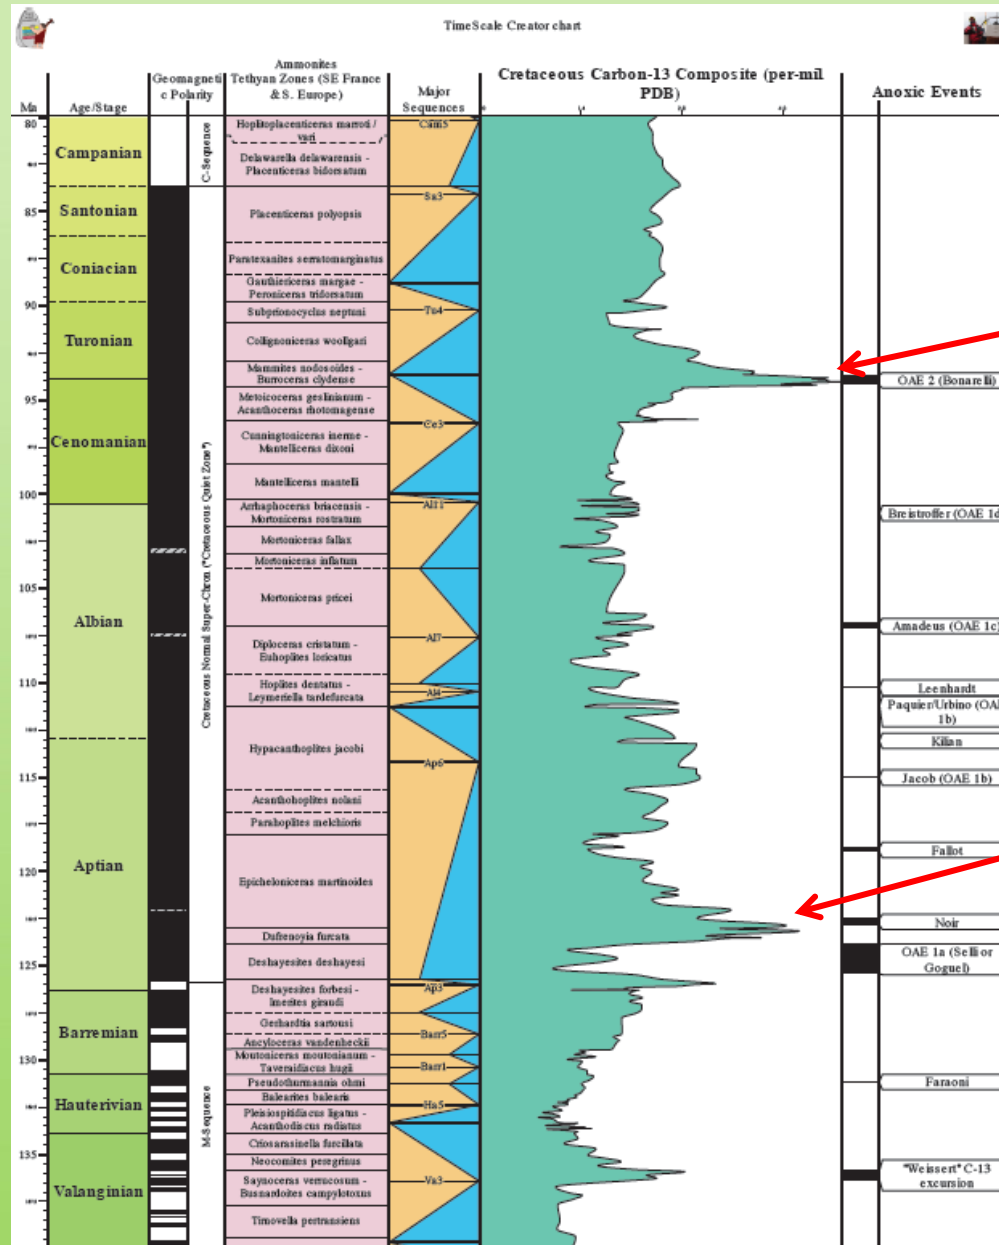 TimeScale Creator chart
Ma
Age/Stage
Geomagneti
c Polarity
Ammonites
Tethyan Zones (SE France
& S. Europe)
Major
Sequences
Cretaceous Carbon-13 Composite (per-mil
PDB)
Anoxic Events
80
85
90
95
100
105
110
115
120
125
130
135
Campanian
Santonian
Coniacian
Turonian
Cenomanian
Albian
Aptian
Barremian
Hauterivian
Valanginian
C-Sequence
Cretaceous Normal Super-Chron ("Cretaceous Quiet Zone")
M-Sequence
Hoplitoplacenticeras marroti /
vari
Delawarella delawarensis -
Placenticeras bidorsatum
Placenticeras polyopsis
Paratexanites serratomarginatus
Gauthiericeras margae -
Peroniceras tridorsatum
Subprionocyclus neptuni
Collignoniceras woollgari
Mammites nodosoides -
Burroceras clydense
Metoicoceras geslinianum -
Acanthoceras rhotomagense
Cunningtoniceras inerme -
Mantelliceras dixoni
Mantelliceras mantelli
Arrhaphoceras briacensis -
Mortoniceras rostratum
Mortoniceras fallax
Mortoniceras inflatum
Mortoniceras pricei
Diploceras cristatum -
Euhoplites loricatus
Hoplites dentatus -
Leymeriella tardefurcata
Hypacanthoplites jacobi
Acanthohoplites nolani
Parahoplites melchioris
Epicheloniceras martinoides
Dufrenoyia furcata
Deshayesites deshayesi
Deshayesites forbesi -
Imerites giraudi
Gerhardtia sartousi
Ancyloceras vandenheckii
Moutoniceras moutonianum -
Taveraidiscus hugii
Pseudothurmannia ohmi
Balearites balearis
Pleisiospitidiscus ligatus -
Acanthodiscus radiatus
Criosarasinella furcillata
Neocomites peregrinus
Saynoceras verrucosum -
Busnardoites campylotoxus
Timovella pertransiens
Cam5
Sa3
Tu4
Ce3
Al11
Al7
Al4
Ap6
Ap3
Barr5
Barr1
Ha5
Va3
OAE 2 (Bonarelli)
Breistroffer (OAE 1d
Amadeus (OAE 1c)
Leenhardt
Paquier/Urbino (OAE
1b)
Kilian
Jacob (OAE 1b)
Fallot
Noir
OAE 1a (Selli or
Goguel)
Faraoni
"Weissert" C-13
excursion